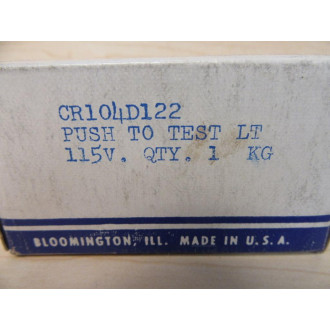 CR104D122
PUSH TO TEST LT
115V. QTY. 1 KG
BLOOMINGTON, ILL. MADE IN U.S.A.